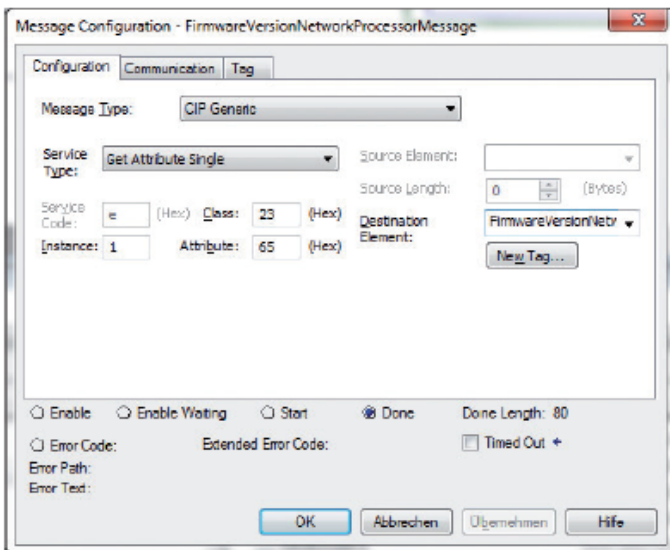 Message Configuration - FirmwareVersionNetworkProcessorMessage
x
Configuration Communication Tag
Message Type: CIP Generic
Service Type: Get Attribute Single
Source Element:
Source Length: 0 (Bytes)
Service Code: e (Hex) Class: 23 (Hex)
Destination Element: FirmwareVersionNetv
Instance: 1 Attribute: 65 (Hex)
New Tag...
Enable Enable Waiting Start Done Done Length: 80
Error Code: Extended Error Code: Timed Out
Error Path:
Error Text:
OK Abbrechen Übernehmen Hilfe